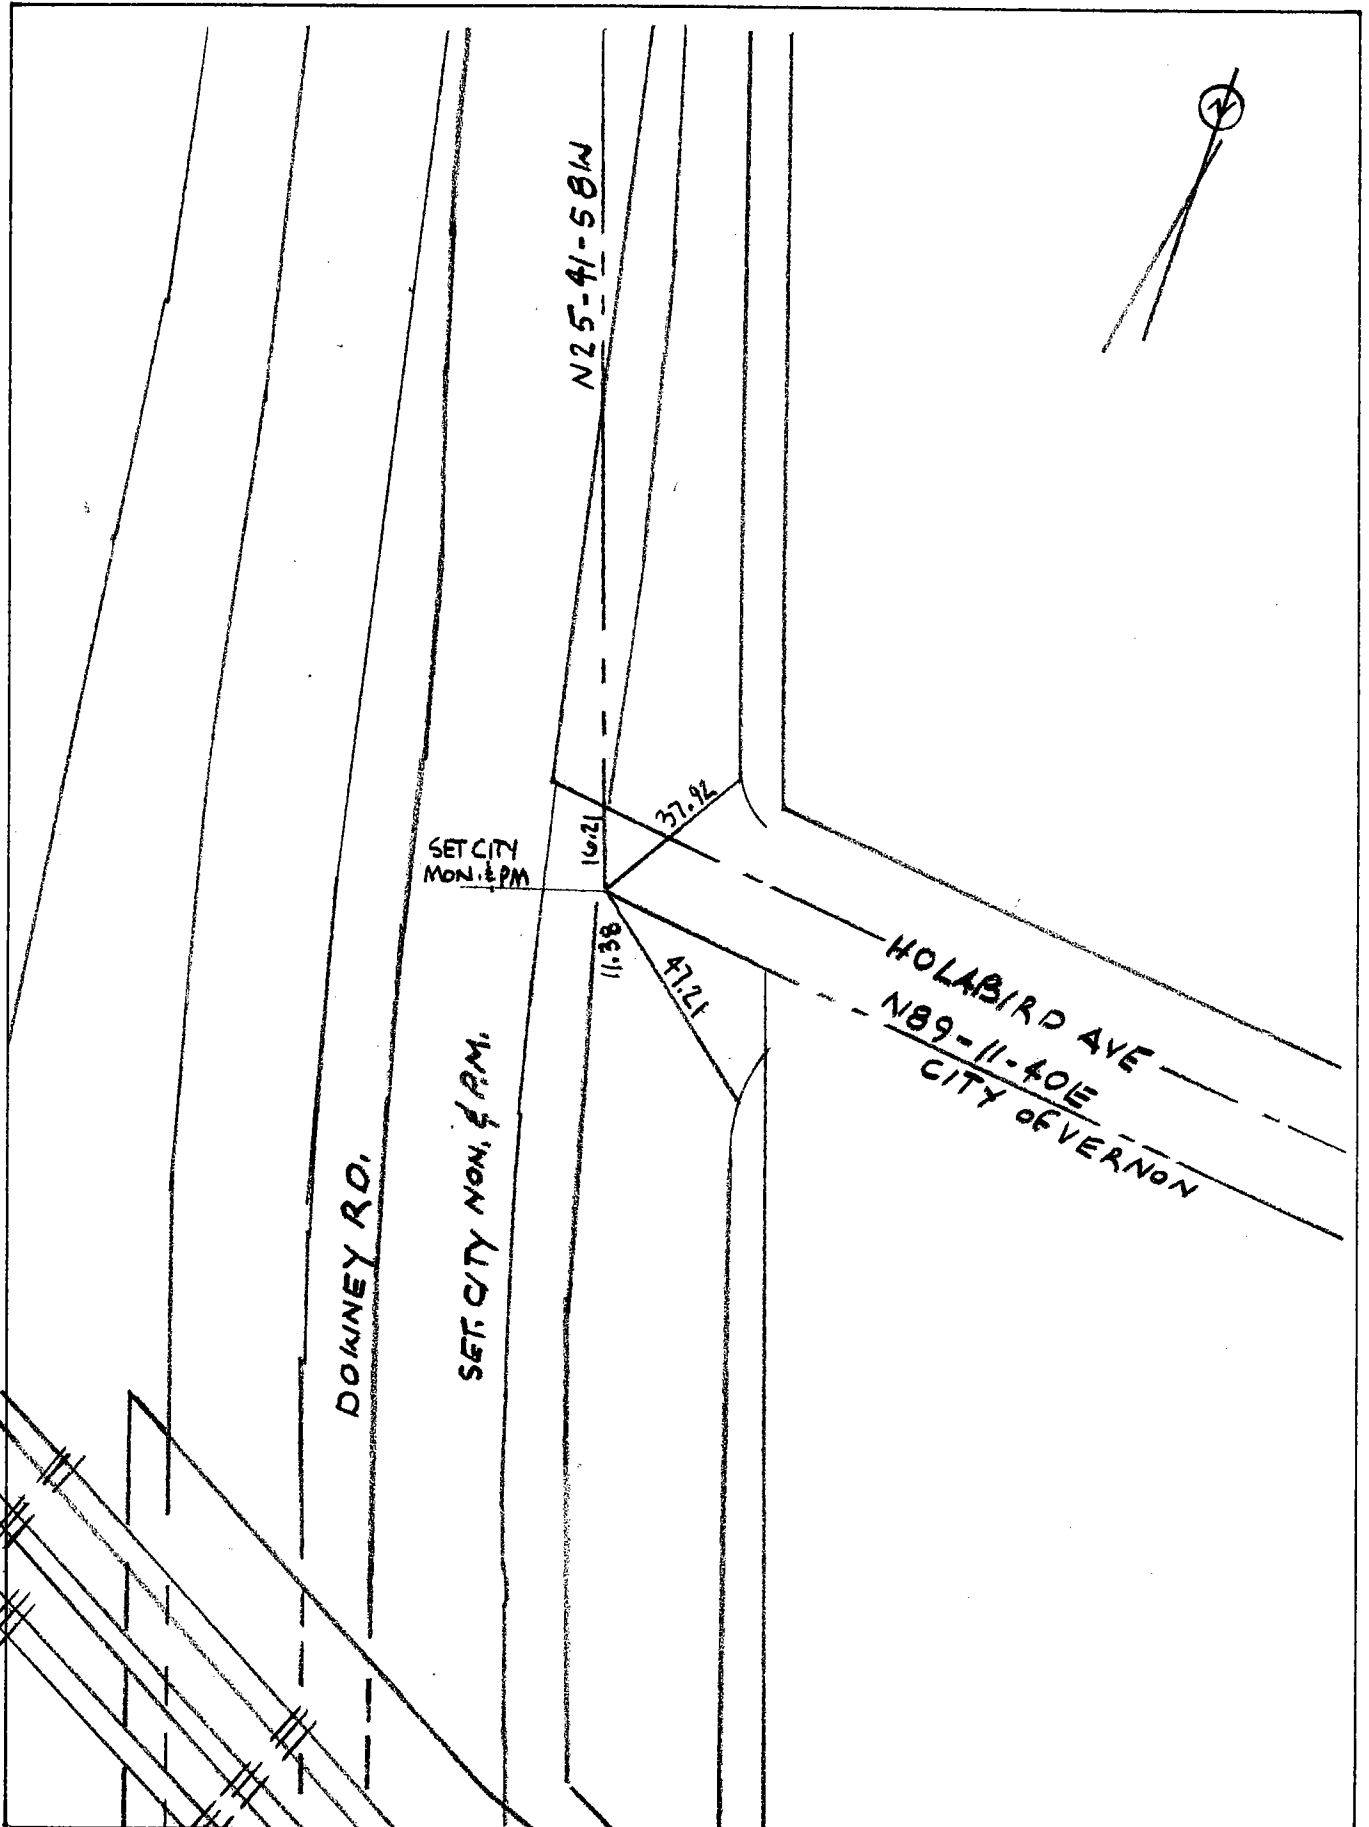 N
N25-41-58W
37.92
16.21
SET CITY
MON. & PM
11.38
47.21
HOLABIRD AVE
N89-11-40E
CITY OF VERNON
SET. CITY MON. & P.M.
DOWNEY RD.